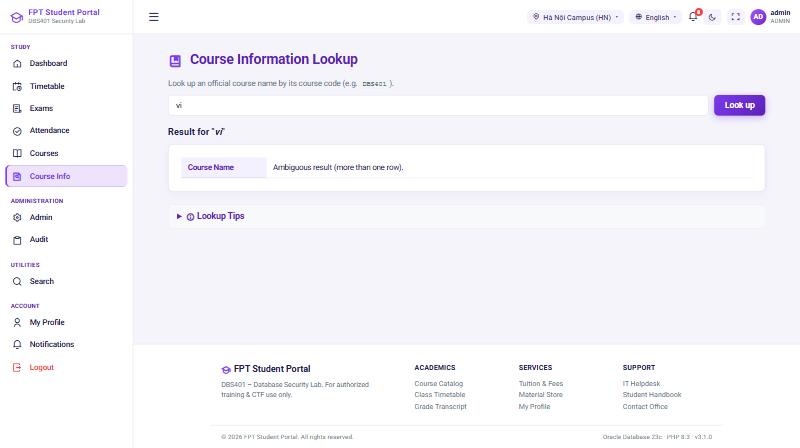 FPT Student Portal
DBS401 Security Lab
Hà Nội Campus (HN)
English
8
AD
admin
ADMIN
STUDY
Dashboard
Timetable
Exams
Attendance
Courses
Course Info
ADMINISTRATION
Admin
Audit
UTILITIES
Search
ACCOUNT
My Profile
Notifications
Logout
Course Information Lookup
Look up an official course name by its course code (e.g. DBS401 ).
vi
Look up
Result for "vi"
Course Name Ambiguous result (more than one row).
Lookup Tips
FPT Student Portal
DBS401 – Database Security Lab. For authorized
training & CTF use only.
ACADEMICS
Course Catalog
Class Timetable
Grade Transcript
SERVICES
Tuition & Fees
Material Store
My Profile
SUPPORT
IT Helpdesk
Student Handbook
Contact Office
© 2026 FPT Student Portal. All rights reserved.
Oracle Database 23c · PHP 8.3 · v3.1.0